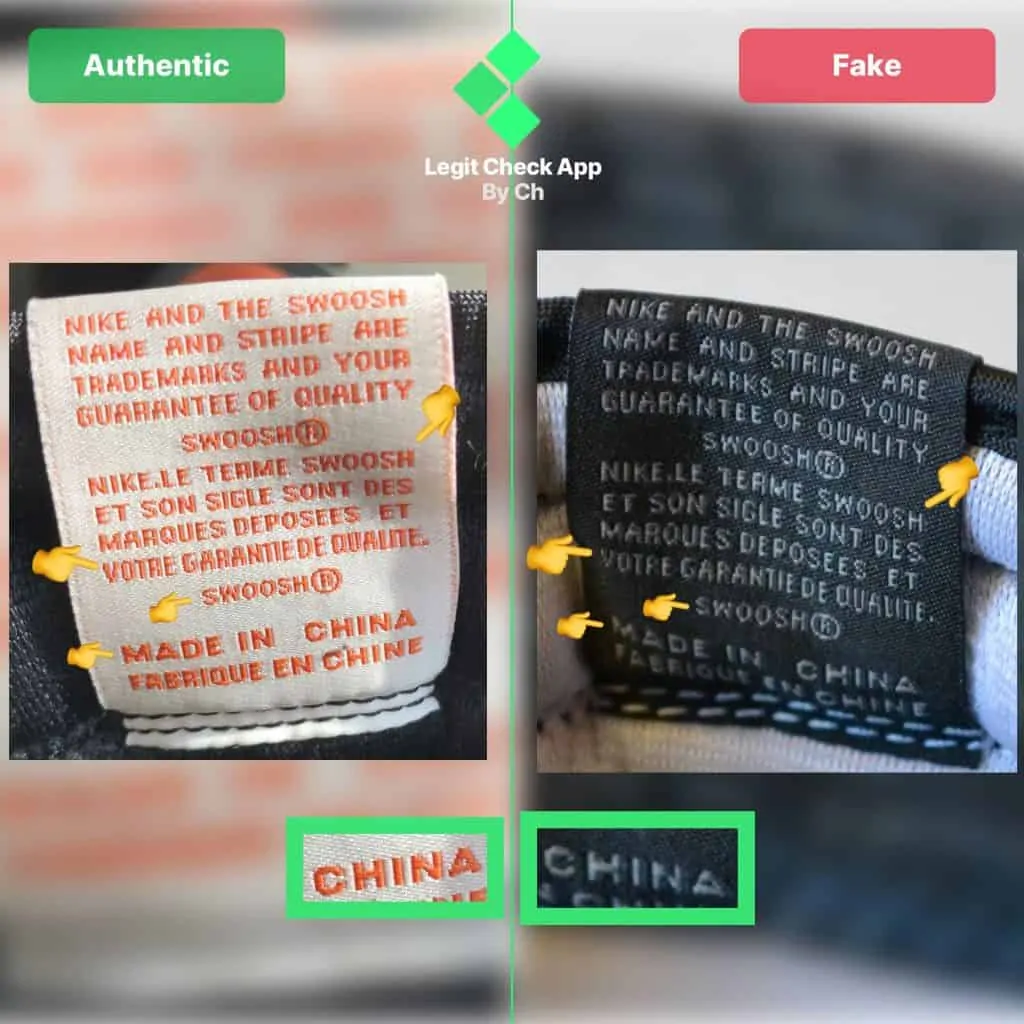 Authentic
Fake
Legit Check App
By Ch
NIKE AND THE SWOOSH
NAME AND STRIPE ARE
TRADEMARKS AND YOUR
GUARANTEE OF QUALITY
SWOOSH®
NIKE.LE TERME SWOOSH
ET SON SIGLE SONT DES
MARQUES DEPOSEES ET
VOTRE GARANTIE DE QUALITE.
SWOOSH®
MADE IN CHINA
FABRIQUE EN CHINE
NIKE AND THE SWOOSH
NAME AND STRIPE ARE
TRADEMARKS AND YOUR
GUARANTEE OF QUALITY
SWOOSH®
NIKE.LE TERME SWOOSH
ET SON SIGLE SONT DES
MARQUES DEPOSEES ET
VOTRE GARANTIE DE QUALITE.
SWOOSH®
MADE IN CHINA
FABRIQUE EN CHINE
CHINA
CHINA